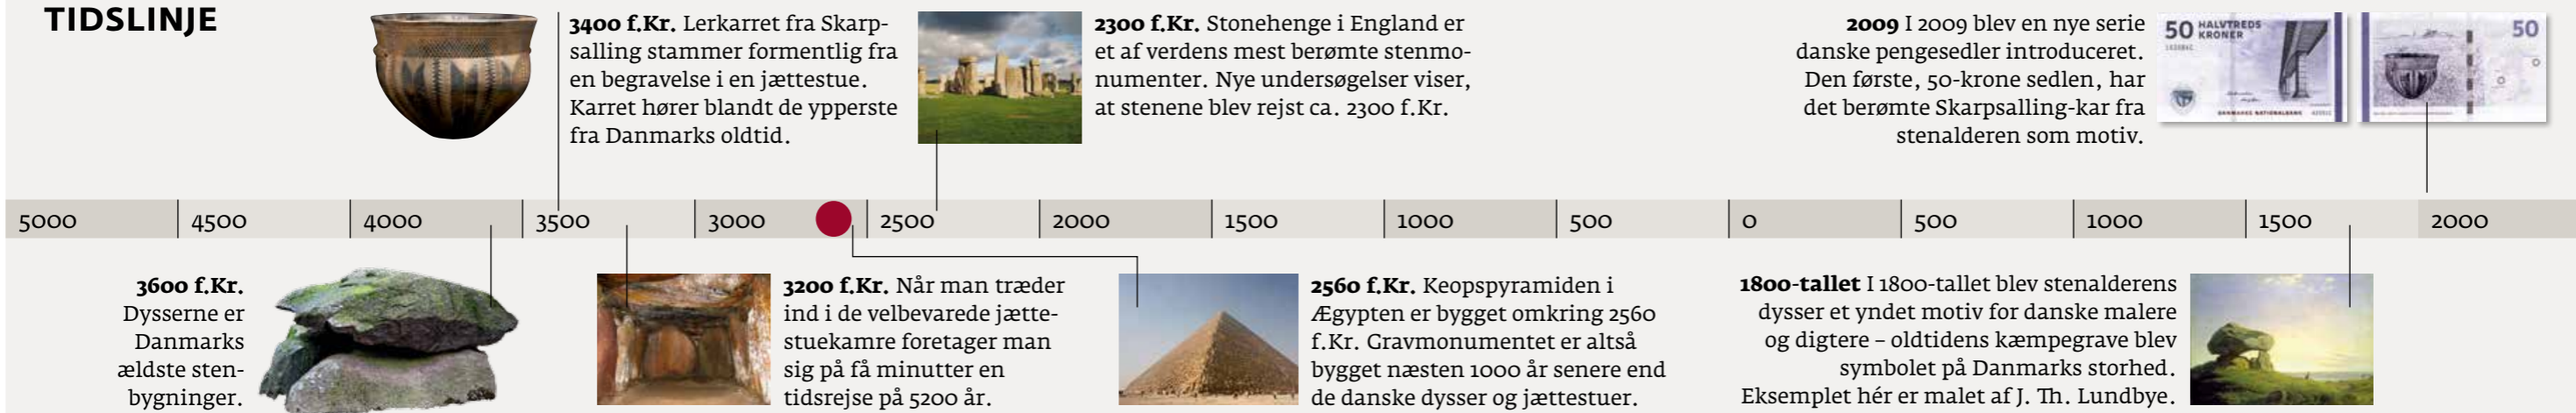 TIDSLINJE
3400 f.Kr. Lerkarret fra Skarp-
salling stammer formentlig fra
en begravelse i en jættestue.
Karret hører blandt de ypperste
fra Danmarks oldtid.
2300 f.Kr. Stonehenge i England er
et af verdens mest berømte stenmo-
numenter. Nye undersøgelser viser,
at stenene blev rejst ca. 2300 f.Kr.
2009 I 2009 blev en nye serie
danske pengesedler introduceret.
Den første, 50-krone sedlen, har
det berømte Skarpsalling-kar fra
stenalderen som motiv.
50 HALVTREDS
KRONER
DANMARKS NATIONALBANK
50
5000 4500 4000 3500 3000 2500 2000 1500 1000 500 0 500 1000 1500 2000
3600 f.Kr.
Dysserne er
Danmarks
ældste sten-
bygninger.
3200 f.Kr. Når man træder
ind i de velbevarede jætte-
stuekamre foretager man
sig på få minutter en
tidsrejse på 5200 år.
2560 f.Kr. Keopspyramiden i
Ægypten er bygget omkring 2560
f.Kr. Gravmonumentet er altså
bygget næsten 1000 år senere end
de danske dysser og jættestuer.
1800-tallet I 1800-tallet blev stenalderens
dysser et yndet motiv for danske malere
og digtere – oldtidens kæmpegrave blev
symbolet på Danmarks storhed.
Eksemplet hér er malet af J. Th. Lundbye.